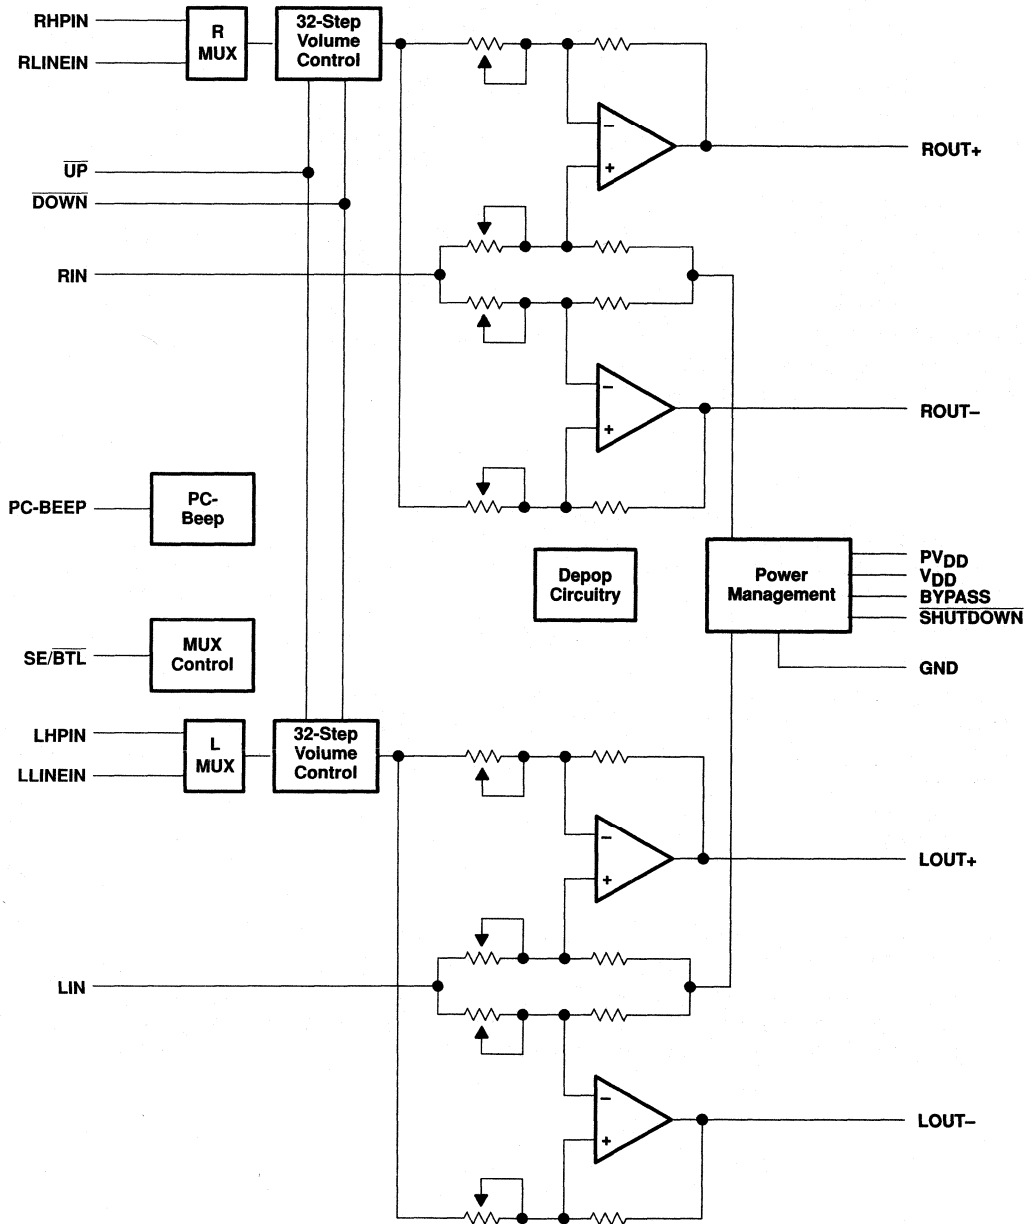 RHPIN
RLINEIN
R
MUX
32-Step
Volume
Control
UP
DOWN
RIN
−
+
ROUT+
−
+
ROUT−
PC-BEEP
PC-
Beep
Depop
Circuitry
Power
Management
PVDD
VDD
BYPASS
SHUTDOWN
GND
SE/BTL
MUX
Control
LHPIN
LLINEIN
L
MUX
32-Step
Volume
Control
−
+
LOUT+
LIN
−
+
LOUT−